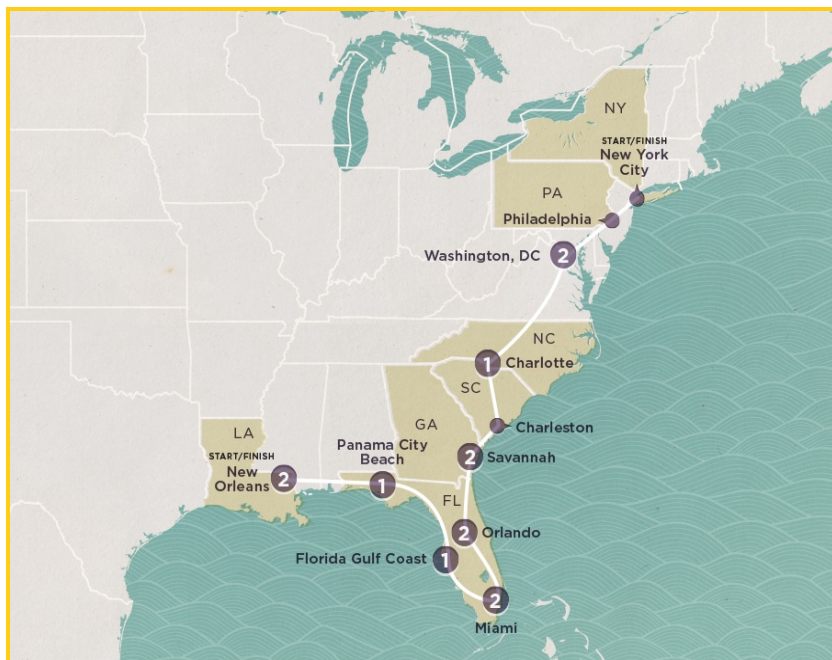 NY
START/FINISH
New York
City
PA
Philadelphia
Washington, DC
2
NC
1
Charlotte
SC
GA
Charleston
LA
START/FINISH
New
Orleans
2
Panama City
Beach
1
2
Savannah
FL
2
Orlando
Florida Gulf Coast
1
2
Miami